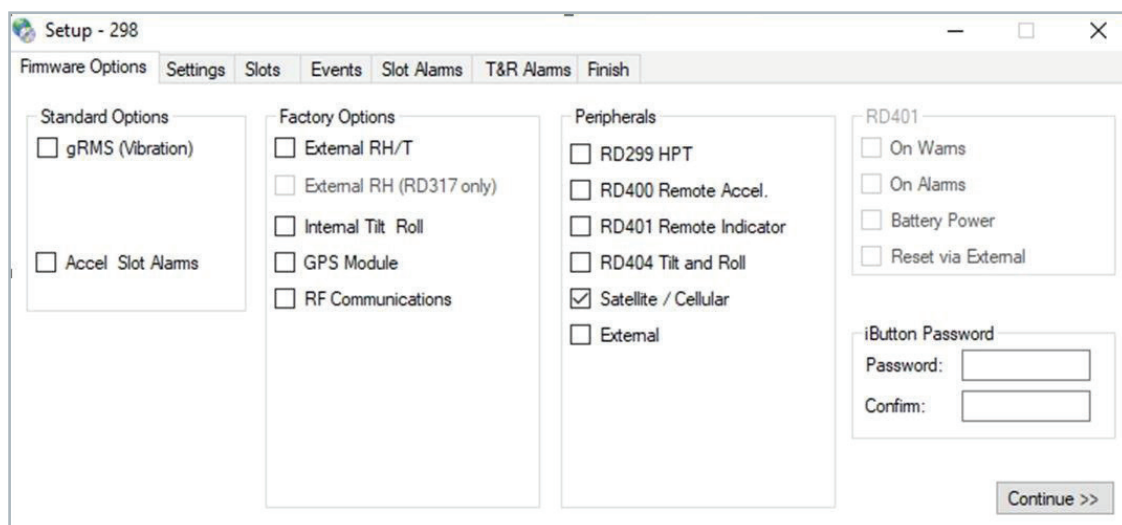 Setup - 298
Firmware Options Settings Slots Events Slot Alarms T&R Alarms Finish
Standard Options
gRMS (Vibration)
Accel Slot Alarms
Factory Options
External RH/T
External RH (RD317 only)
Internal Tilt Roll
GPS Module
RF Communications
Peripherals
RD299 HPT
RD400 Remote Accel.
RD401 Remote Indicator
RD404 Tilt and Roll
Satellite / Cellular
External
RD401
On Warns
On Alarms
Battery Power
Reset via External
iButton Password
Password:
Confirm:
Continue >>